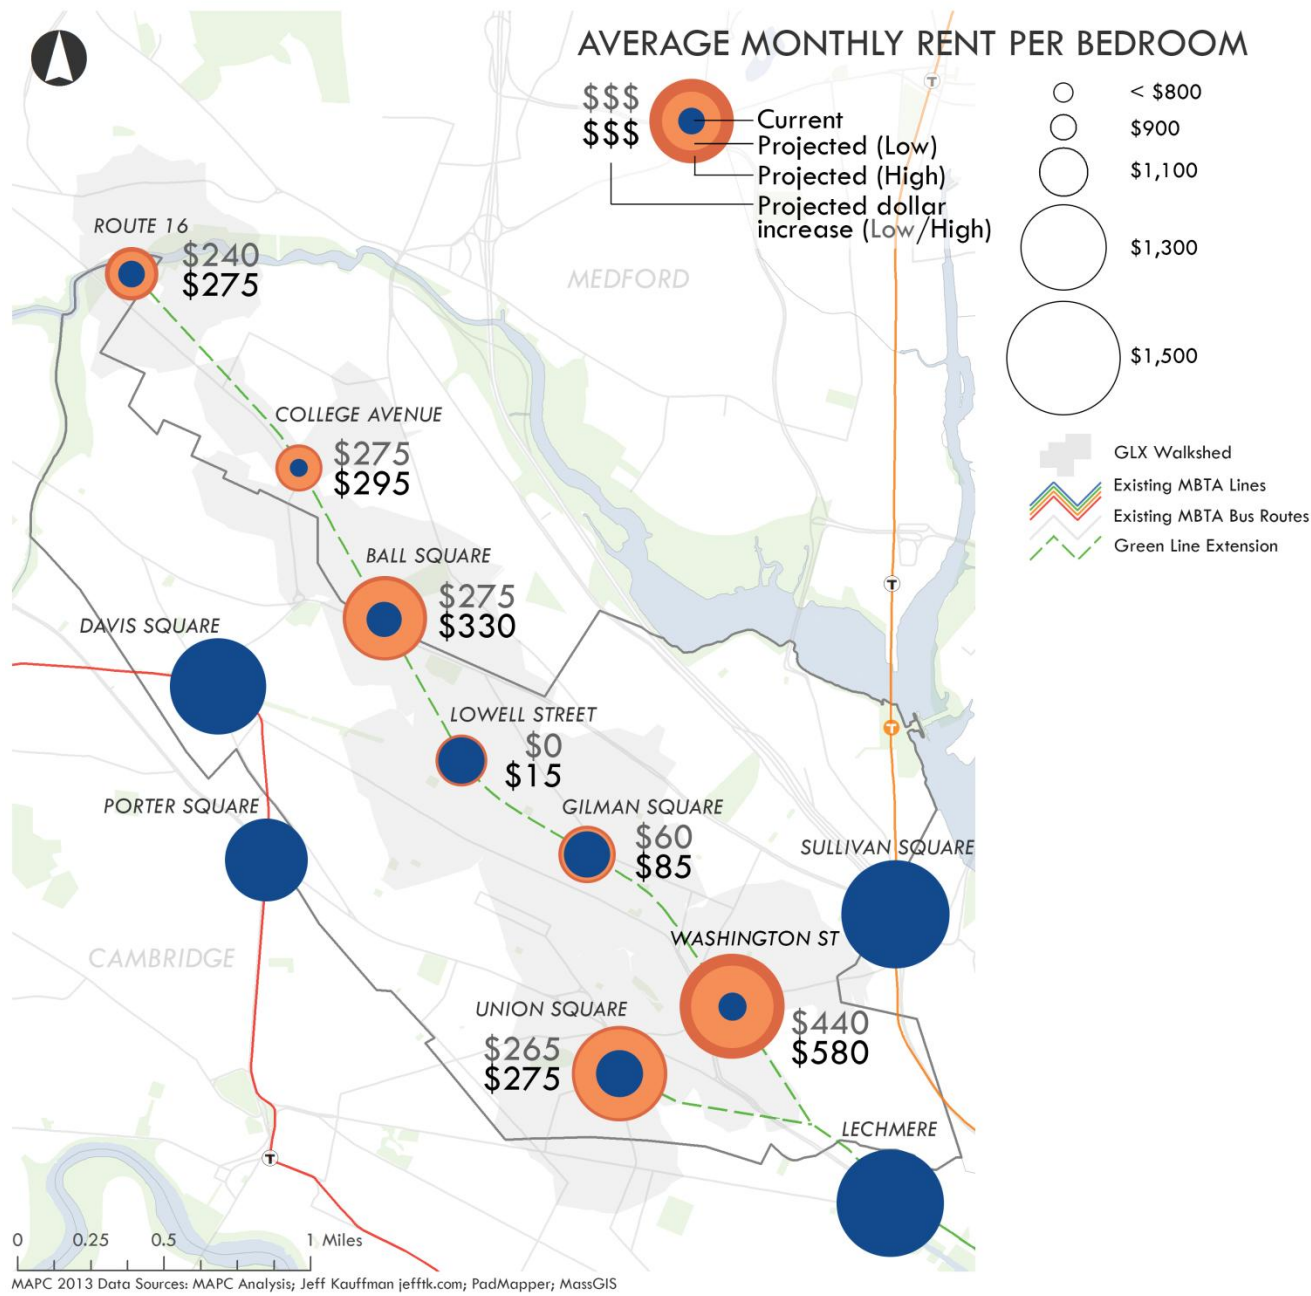 AVERAGE MONTHLY RENT PER BEDROOM
$$$
$$$
Current
Projected (Low)
Projected (High)
Projected dollar
increase (Low/High)
< $800
$900
$1,100
$1,300
$1,500
GLX Walkshed
Existing MBTA Lines
Existing MBTA Bus Routes
Green Line Extension
T
ROUTE 16
$240
$275
MEDFORD
COLLEGE AVENUE
$275
$295
BALL SQUARE
$275
$330
T
DAVIS SQUARE
LOWELL STREET
$0
$15
T
PORTER SQUARE
GILMAN SQUARE
$60
$85
SULLIVAN SQUARE
CAMBRIDGE
WASHINGTON ST
$440
$580
UNION SQUARE
$265
$275
LECHMERE
T
0 0.25 0.5 1 Miles
MAPC 2013 Data Sources: MAPC Analysis; Jeff Kauffman jefftk.com; PadMapper; MassGIS